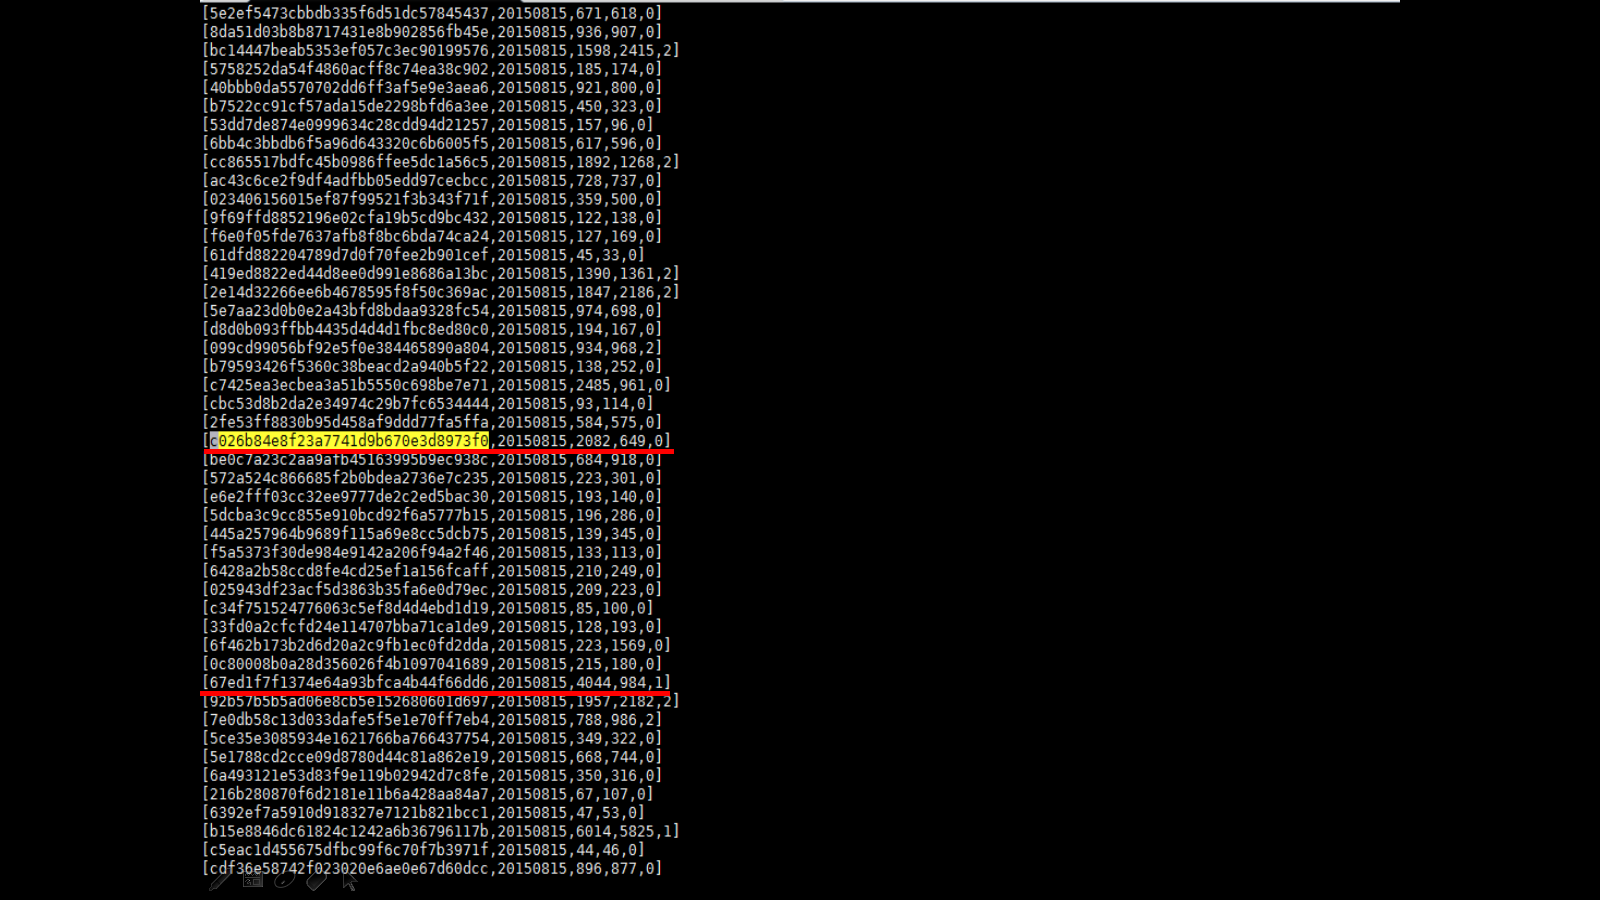 [5e2ef5473cbbdb335f6d51dc57845437,20150815,671,618,0]
[8da51d03b8b8717431e8b902856fb45e,20150815,936,907,0]
[bc14447beab5353ef057c3ec90199576,20150815,1598,2415,2]
[5758252da54f4860acff8c74ea38c902,20150815,185,174,0]
[40bbb0da5570702dd6ff3af5e9e3aea6,20150815,921,800,0]
[b7522cc91cf57ada15de2298bfd6a3ee,20150815,450,323,0]
[53dd7de874e0999634c28cdd94d21257,20150815,157,96,0]
[6bb4c3bbdb6f5a96d643320c6b6005f5,20150815,617,596,0]
[cc865517bdfc45b0986ffee5dc1a56c5,20150815,1892,1268,2]
[ac43c6ce2f9df4adfbb05edd97cecbcc,20150815,728,737,0]
[023406156015ef87f99521f3b343f71f,20150815,359,500,0]
[9f69ffd8852196e02cfa19b5cd9bc432,20150815,122,138,0]
[f6e0f05fde7637afb8f8bc6bda74ca24,20150815,127,169,0]
[61dfd882204789d7d0f70fee2b901cef,20150815,45,33,0]
[419ed8822ed44d8ee0d991e8686a13bc,20150815,1390,1361,2]
[2e14d32266ee6b4678595f8f50c369ac,20150815,1847,2186,2]
[5e7aa23d0b0e2a43bfd8bdaa9328fc54,20150815,974,698,0]
[d8d0b093ffbb4435d4d4d1fbc8ed80c0,20150815,194,167,0]
[099cd99056bf92e5f0e384465890a804,20150815,934,968,2]
[b79593426f5360c38beacd2a940b5f22,20150815,138,252,0]
[c7425ea3ecbea3a51b5550c698be7e71,20150815,2485,961,0]
[cbc53d8b2da2e34974c29b7fc6534444,20150815,93,114,0]
[2fe53ff8830b95d458af9ddd77fa5ffa,20150815,584,575,0]
[c026b84e8f23a7741d9b670e3d8973f0,20150815,2082,649,0]
[be0c7a23c2aa9afb45163995b9ec938c,20150815,684,918,0]
[572a524c866685f2b0bdea2736e7c235,20150815,223,301,0]
[e6e2fff03cc32ee9777de2c2ed5bac30,20150815,193,140,0]
[5dcba3c9cc855e910bcd92f6a5777b15,20150815,196,286,0]
[445a257964b9689f115a69e8cc5dcb75,20150815,139,345,0]
[f5a5373f30de984e9142a206f94a2f46,20150815,133,113,0]
[6428a2b58ccd8fe4cd25ef1a156fcaff,20150815,210,249,0]
[025943df23acf5d3863b35fa6e0d79ec,20150815,209,223,0]
[c34f751524776063c5ef8d4d4ebd1d19,20150815,85,100,0]
[33fd0a2cfcfd24e114707bba71ca1de9,20150815,128,193,0]
[6f462b173b2d6d20a2c9fb1ec0fd2dda,20150815,223,1569,0]
[0c80008b0a28d356026f4b1097041689,20150815,215,180,0]
[67ed1f7f1374e64a93bfca4b44f66dd6,20150815,4044,984,1]
[92b57b5b5ad06e8cb5e152680601d697,20150815,1957,2182,2]
[7e0db58c13d033dafe5f5e1e70ff7eb4,20150815,788,986,2]
[5ce35e3085934e1621766ba766437754,20150815,349,322,0]
[5e1788cd2cce09d8780d44c81a862e19,20150815,668,744,0]
[6a493121e53d83f9e119b02942d7c8fe,20150815,350,316,0]
[216b280870f6d2181e11b6a428aa84a7,20150815,67,107,0]
[6392ef7a5910d918327e7121b821bcc1,20150815,47,53,0]
[b15e8846dc61824c1242a6b36796117b,20150815,6014,5825,1]
[c5eac1d455675dfbc99f6c70f7b3971f,20150815,44,46,0]
[cdf36e58742f023020e6ae0e67d60dcc,20150815,896,877,0]